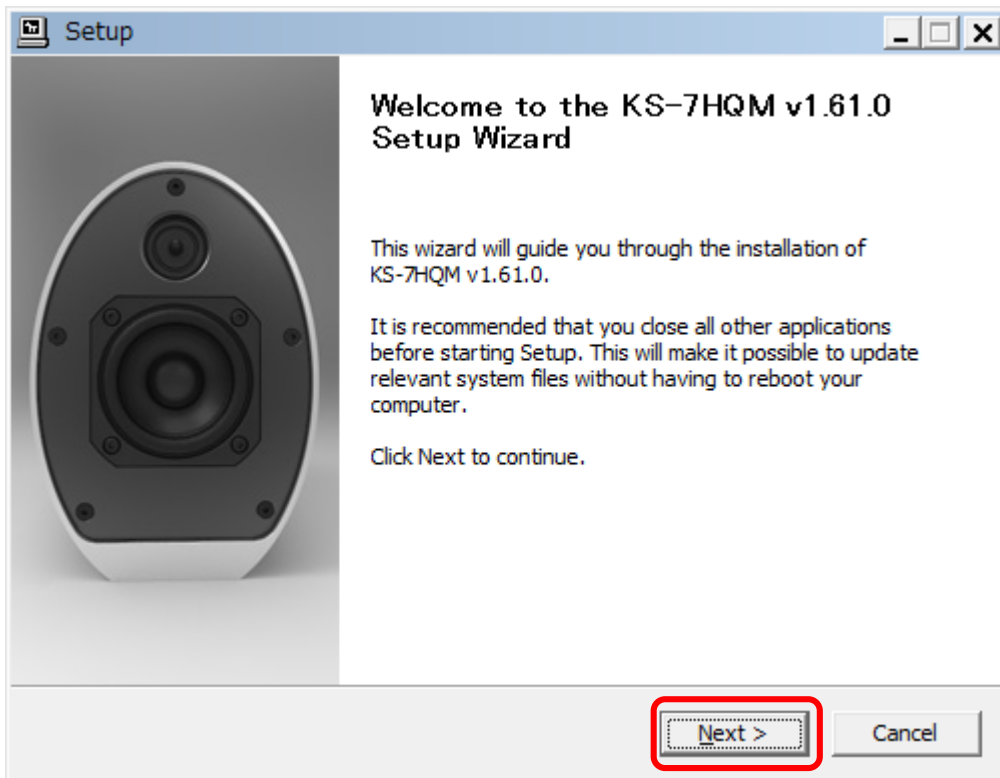 Setup
Welcome to the KS-7HQM v1.61.0
Setup Wizard
This wizard will guide you through the installation of
KS-7HQM v1.61.0.
It is recommended that you close all other applications
before starting Setup. This will make it possible to update
relevant system files without having to reboot your
computer.
Click Next to continue.
Next >
Cancel